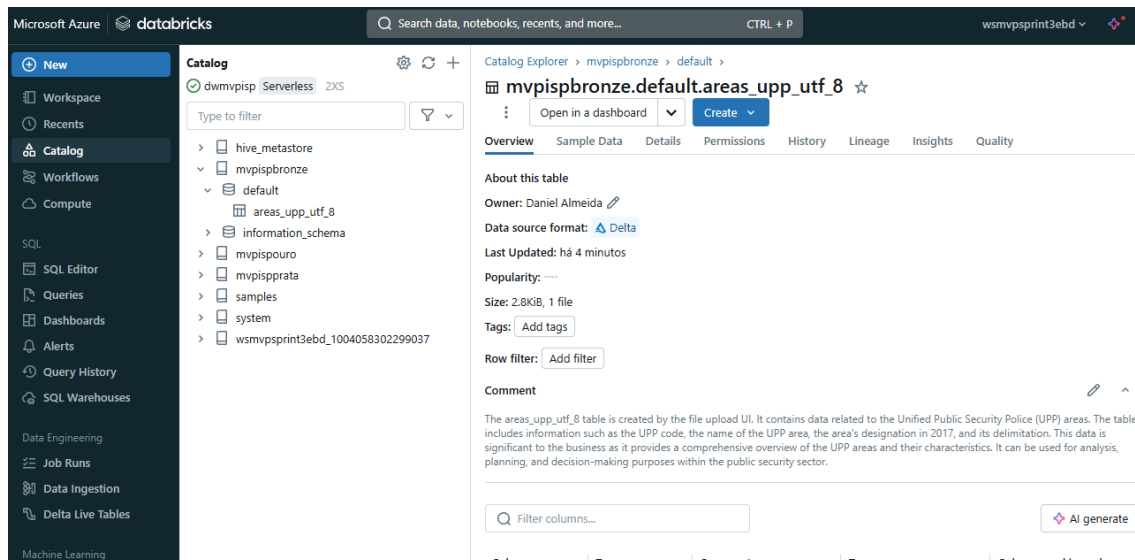 Microsoft Azure databricks Search data, notebooks, recents, and more... CTRL + P wsmvpsprint3ebd
New
Workspace
Recents
Catalog
Workflows
Compute
SQL
SQL Editor
Queries
Dashboards
Alerts
Query History
SQL Warehouses
Data Engineering
Job Runs
Data Ingestion
Delta Live Tables
Machine Learning
Catalog
dwmvpisp Serverless 2XS
Type to filter
hive_metastore
mvpispbronze
default
areas_upp_utf_8
information_schema
mvpispouro
mvpispprata
samples
system
wsmvpsprint3ebd_1004058302299037
Catalog Explorer > mvpispbronze > default >
mvpispbronze.default.areas_upp_utf_8
Open in a dashboard Create
Overview Sample Data Details Permissions History Lineage Insights Quality
About this table
Owner: Daniel Almeida
Data source format: Delta
Last Updated: há 4 minutos
Popularity: ----
Size: 2.8KiB, 1 file
Tags: Add tags
Row filter: Add filter
Comment
The areas_upp_utf_8 table is created by the file upload UI. It contains data related to the Unified Public Security Police (UPP) areas. The table
includes information such as the UPP code, the name of the UPP area, the area's designation in 2017, and its delimitation. This data is
significant to the business as it provides a comprehensive overview of the UPP areas and their characteristics. It can be used for analysis,
planning, and decision-making purposes within the public security sector.
Filter columns... AI generate